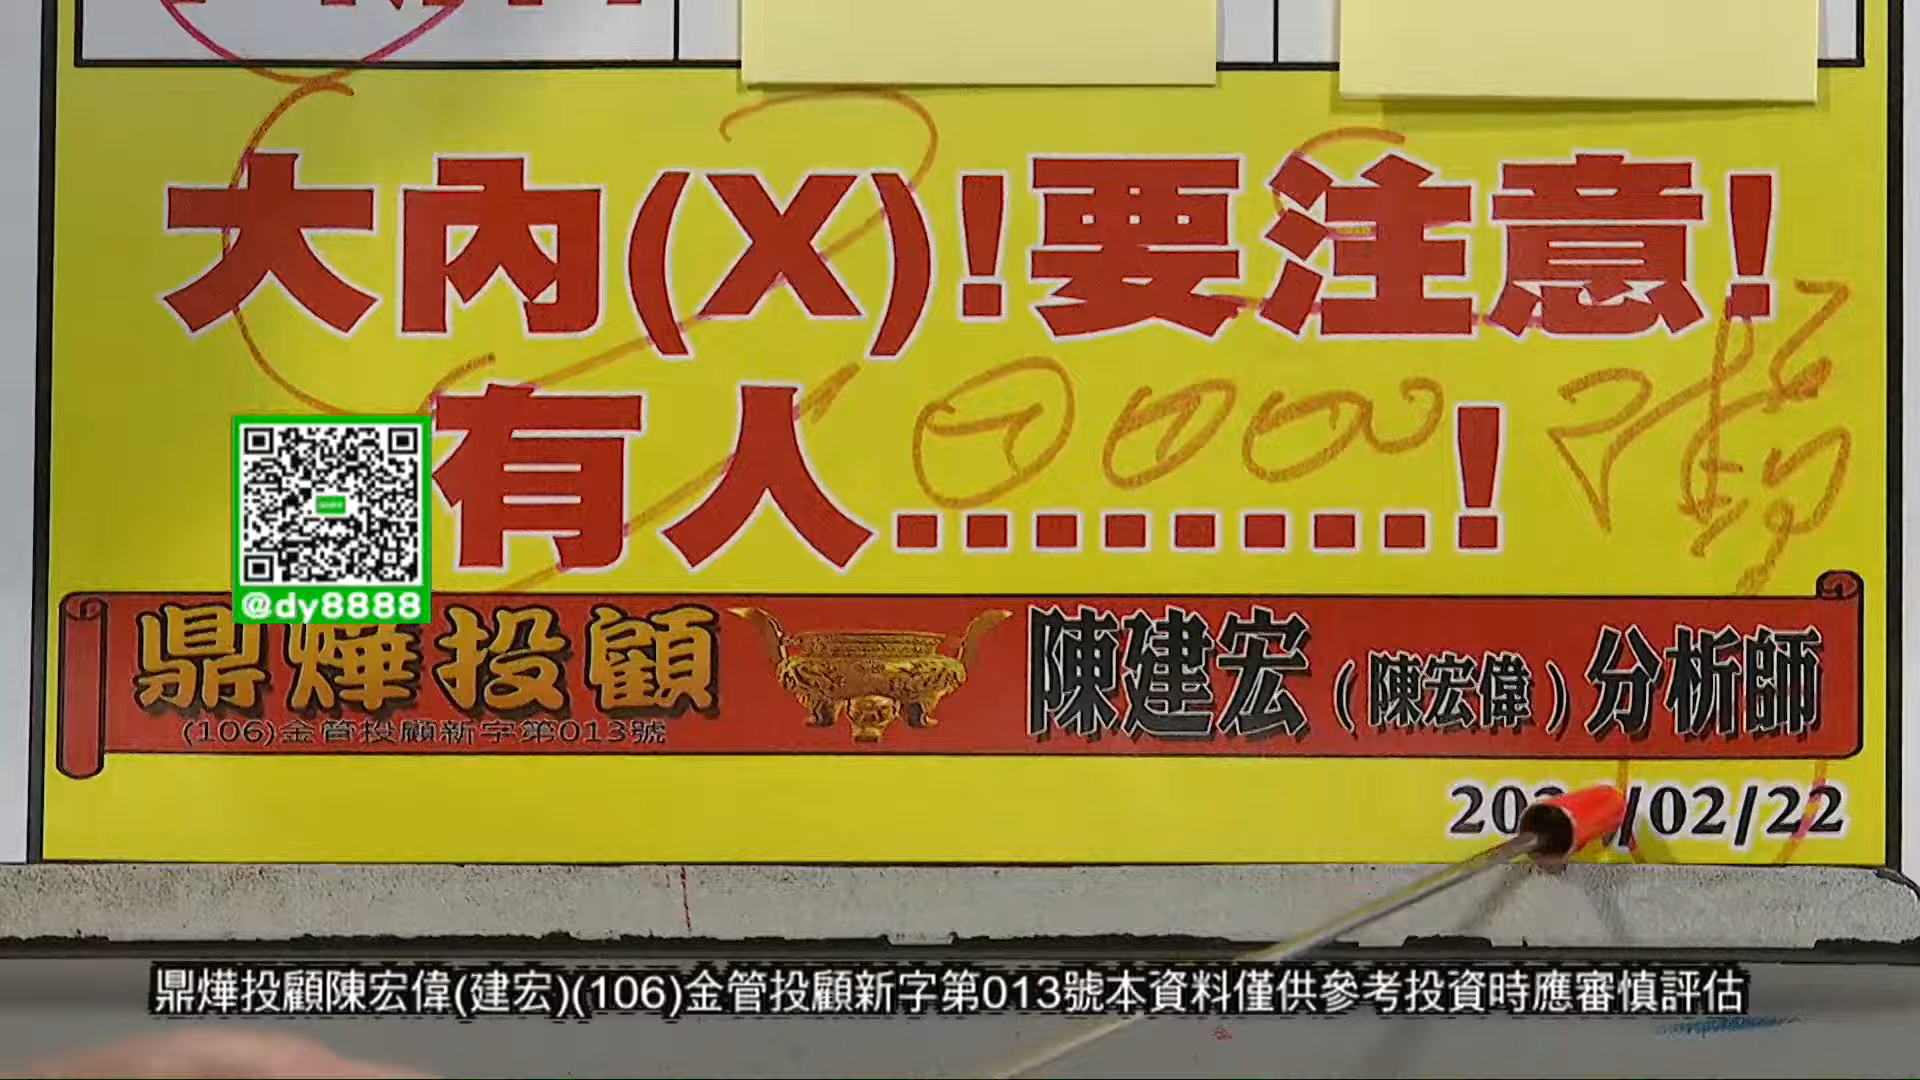 大內(X)!要注意!
有人........!
@dy8888
鼎燁投顧
(106)金管投顧新字第013號
陳建宏(陳宏偉)分析師
/02/22
鼎燁投顧陳宏偉(建宏)(106)金管投顧新字第013號本資料僅供參考投資時應審慎評估